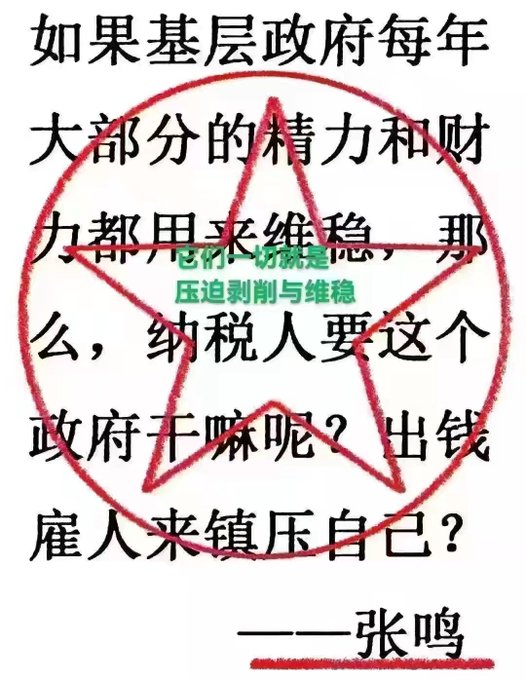 如果基层政府每年
大部分的精力和财
力都用来维稳，那
它们一切就是
压迫剥削与维稳
么，纳税人要这个
政府干嘛呢？出钱
雇人来镇压自己？
——张鸣